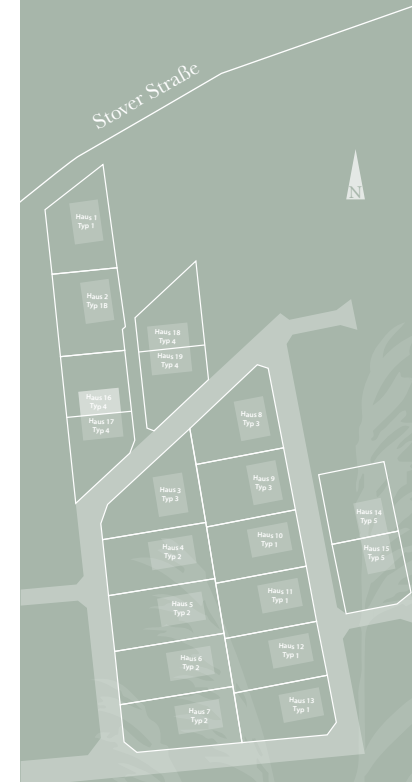 Stover Straße
N
Haus 1
Typ 1
Haus 2
Typ 1B
Haus 18
Typ 4
Haus 19
Typ 4
Haus 16
Typ 4
Haus 17
Typ 4
Haus 8
Typ 3
Haus 9
Typ 3
Haus 3
Typ 3
Haus 10
Typ 1
Haus 4
Typ 2
Haus 14
Typ 5
Haus 15
Typ 5
Haus 11
Typ 1
Haus 5
Typ 2
Haus 12
Typ 1
Haus 6
Typ 2
Haus 13
Typ 1
Haus 7
Typ 2